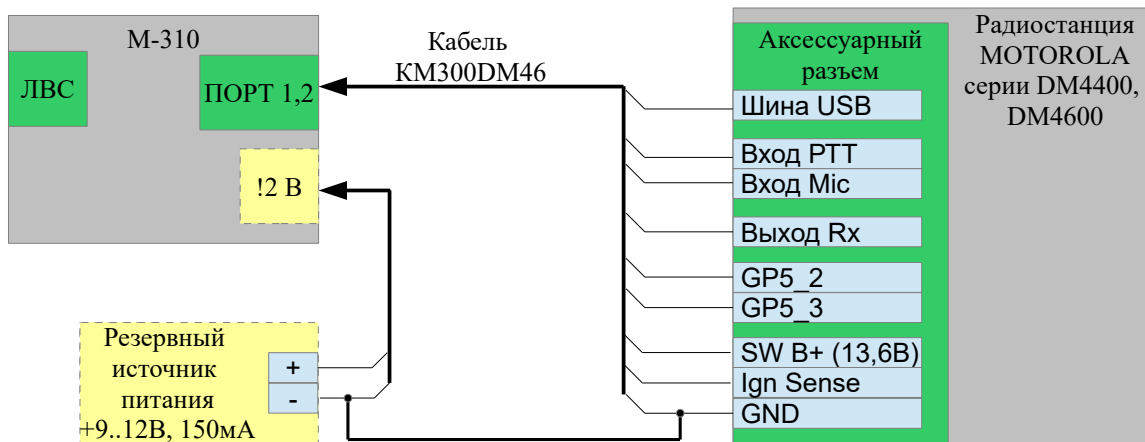 М-310
ЛВС
ПОРТ 1,2
!2 В
Кабель
КМ300DM46
Резервный
источник
питания
+9..12В, 150мА
+
-
Аксессуарный
разъем
Шина USB
Вход PTT
Вход Mic
Выход Rx
GP5_2
GP5_3
SW B+ (13,6В)
Ign Sense
GND
Радиостанция
MOTOROLA
серии DM4400,
DM4600